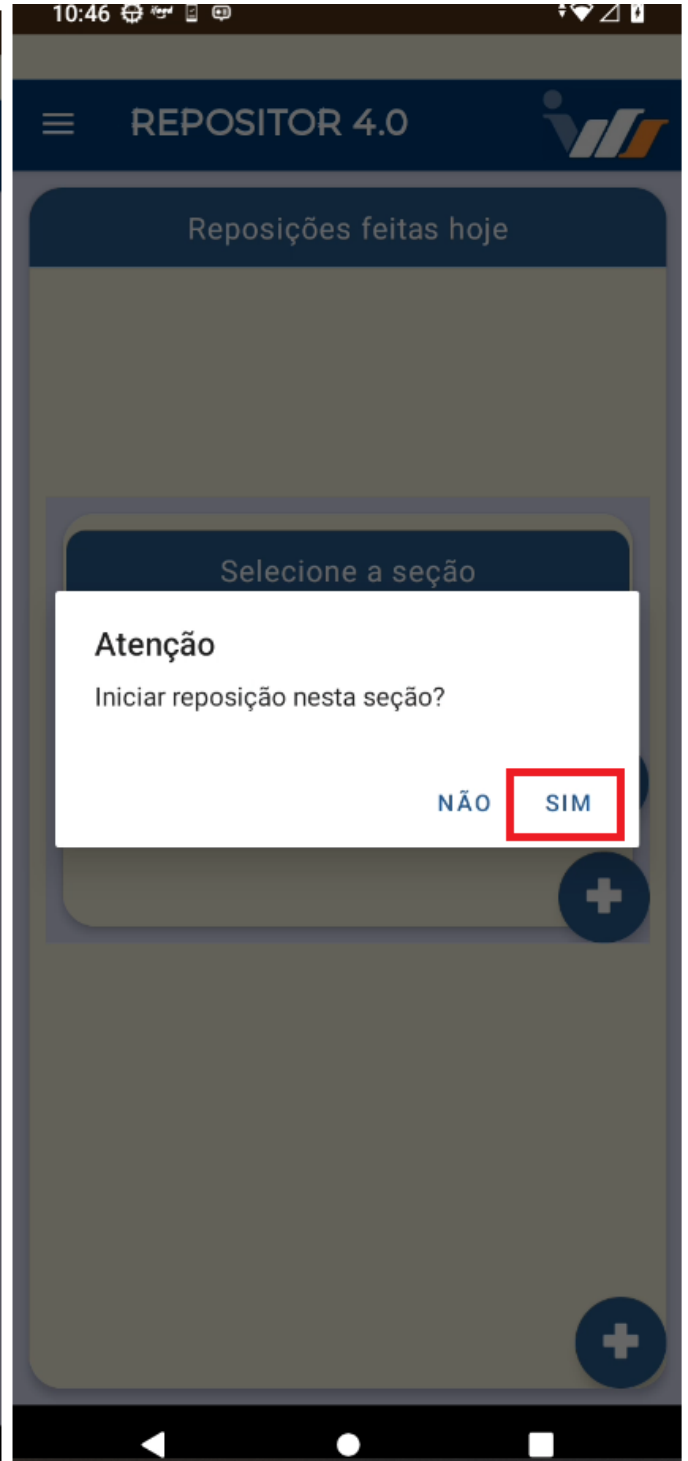 10:46
REPOSITOR 4.0
Reposições feitas hoje
Selecione a seção
Atenção
Iniciar reposição nesta seção?
NÃO SIM